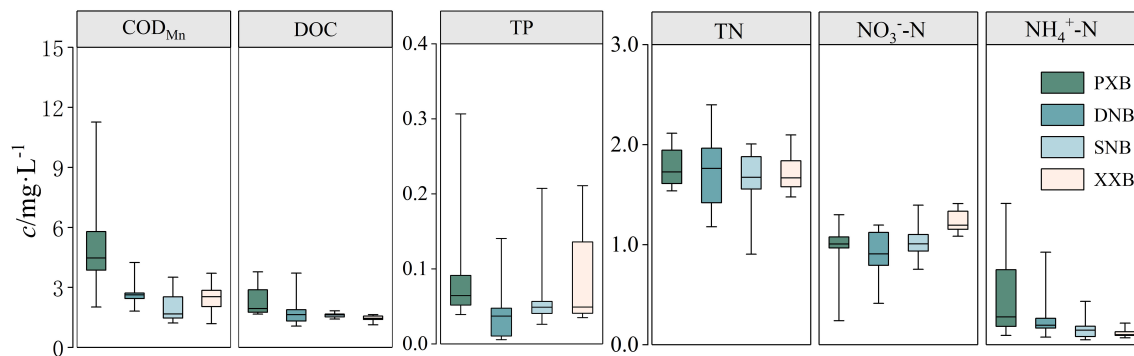 COD_Mn
DOC
TP
TN
NO₃⁻-N
NH₄⁺-N
c/mg·L⁻¹
15
12
9
6
3
0
0.4
0.3
0.2
0.1
0.0
3.0
2.0
1.0
0.0
PXB
DNB
SNB
XXB